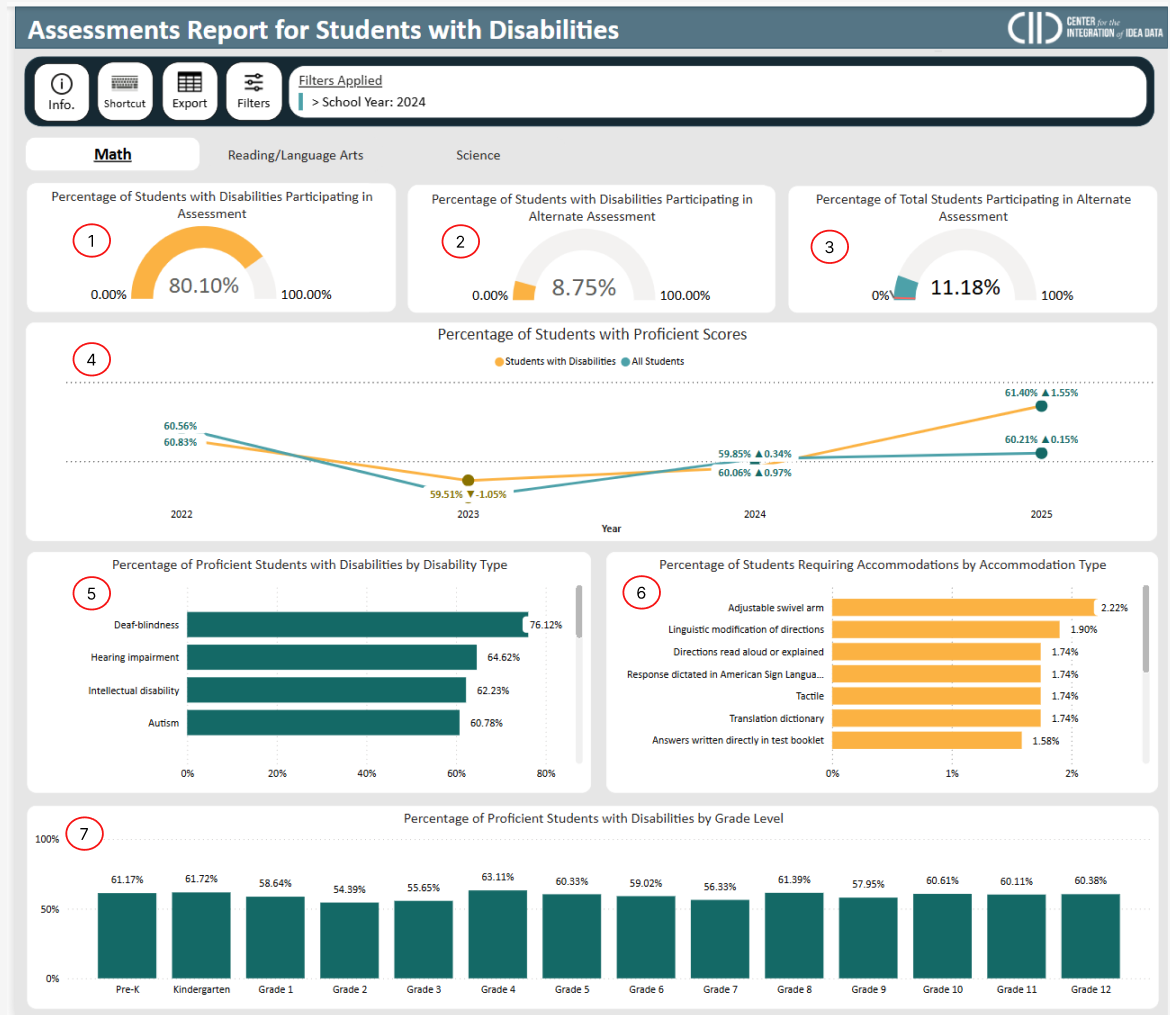 Assessments Report for Students with Disabilities
CENTER for the
INTEGRATION of IDEA DATA
Info.
Shortcut
Export
Filters
Filters Applied
> School Year: 2024
Math
Reading/Language Arts
Science
Percentage of Students with Disabilities Participating in
Assessment
1
80.10%
0.00%
100.00%
Percentage of Students with Disabilities Participating in
Alternate Assessment
2
8.75%
0.00%
100.00%
Percentage of Total Students Participating in Alternate
Assessment
3
11.18%
0%
100%
Percentage of Students with Proficient Scores
4
Students with Disabilities
All Students
60.56%
60.83%
59.51% ▼-1.05%
59.85% ▲0.34%
60.06% ▲0.97%
61.40% ▲1.55%
60.21% ▲0.15%
2022
2023
2024
2025
Year
Percentage of Proficient Students with Disabilities by Disability Type
5
Deaf-blindness
76.12%
Hearing impairment
64.62%
Intellectual disability
62.23%
Autism
60.78%
0%
20%
40%
60%
80%
Percentage of Students Requiring Accommodations by Accommodation Type
6
Adjustable swivel arm
2.22%
Linguistic modification of directions
1.90%
Directions read aloud or explained
1.74%
Response dictated in American Sign Langua...
1.74%
Tactile
1.74%
Translation dictionary
1.74%
Answers written directly in test booklet
1.58%
0%
1%
2%
Percentage of Proficient Students with Disabilities by Grade Level
7
100%
50%
0%
61.17%
61.72%
58.64%
54.39%
55.65%
63.11%
60.33%
59.02%
56.33%
61.39%
57.95%
60.61%
60.11%
60.38%
Pre-K
Kindergarten
Grade 1
Grade 2
Grade 3
Grade 4
Grade 5
Grade 6
Grade 7
Grade 8
Grade 9
Grade 10
Grade 11
Grade 12